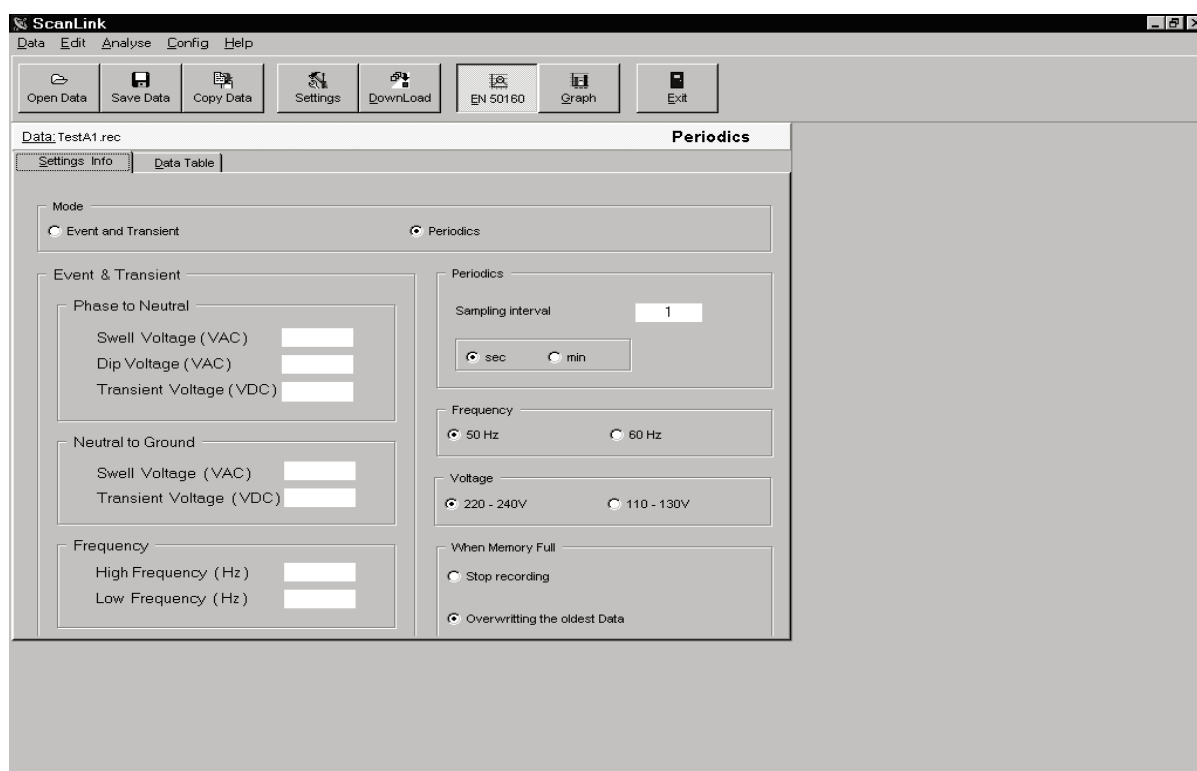 ScanLink
Data Edit Analyse Config Help
Open Data Save Data Copy Data Settings DownLoad EN 50160 Graph Exit
Data: TestA1.rec Periodics
Settings Info Data Table
Mode
Event and Transient Periodics
Event & Transient
Phase to Neutral
Swell Voltage (VAC)
Dip Voltage (VAC)
Transient Voltage (VDC)
Neutral to Ground
Swell Voltage (VAC)
Transient Voltage (VDC)
Frequency
High Frequency (Hz)
Low Frequency (Hz)
Periodics
Sampling interval 1
sec min
Frequency
50 Hz 60 Hz
Voltage
220 - 240V 110 - 130V
When Memory Full
Stop recording
Overwritting the oldest Data